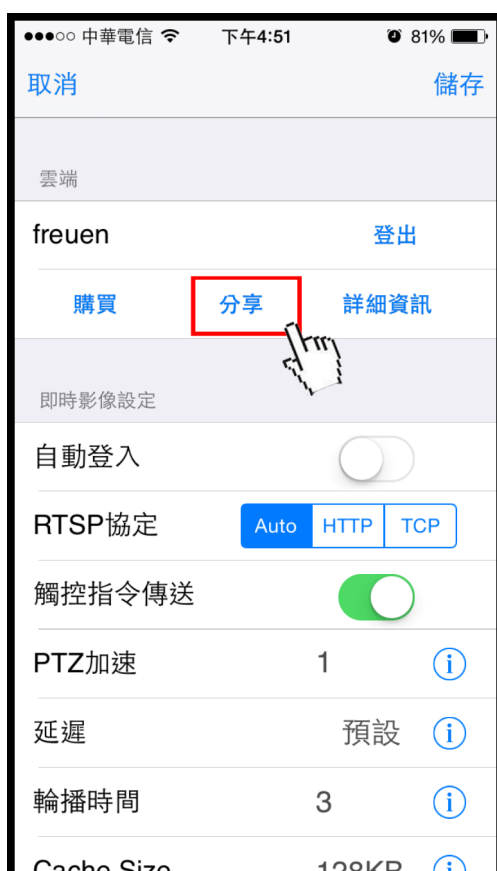 中華電信 下午4:51 81%
取消 儲存
雲端
freuen 登出
購買 分享 詳細資訊
即時影像設定
自動登入
RTSP協定 Auto HTTP TCP
觸控指令傳送
PTZ加速 1
延遲 預設
輪播時間 3
Cache Size 128KB